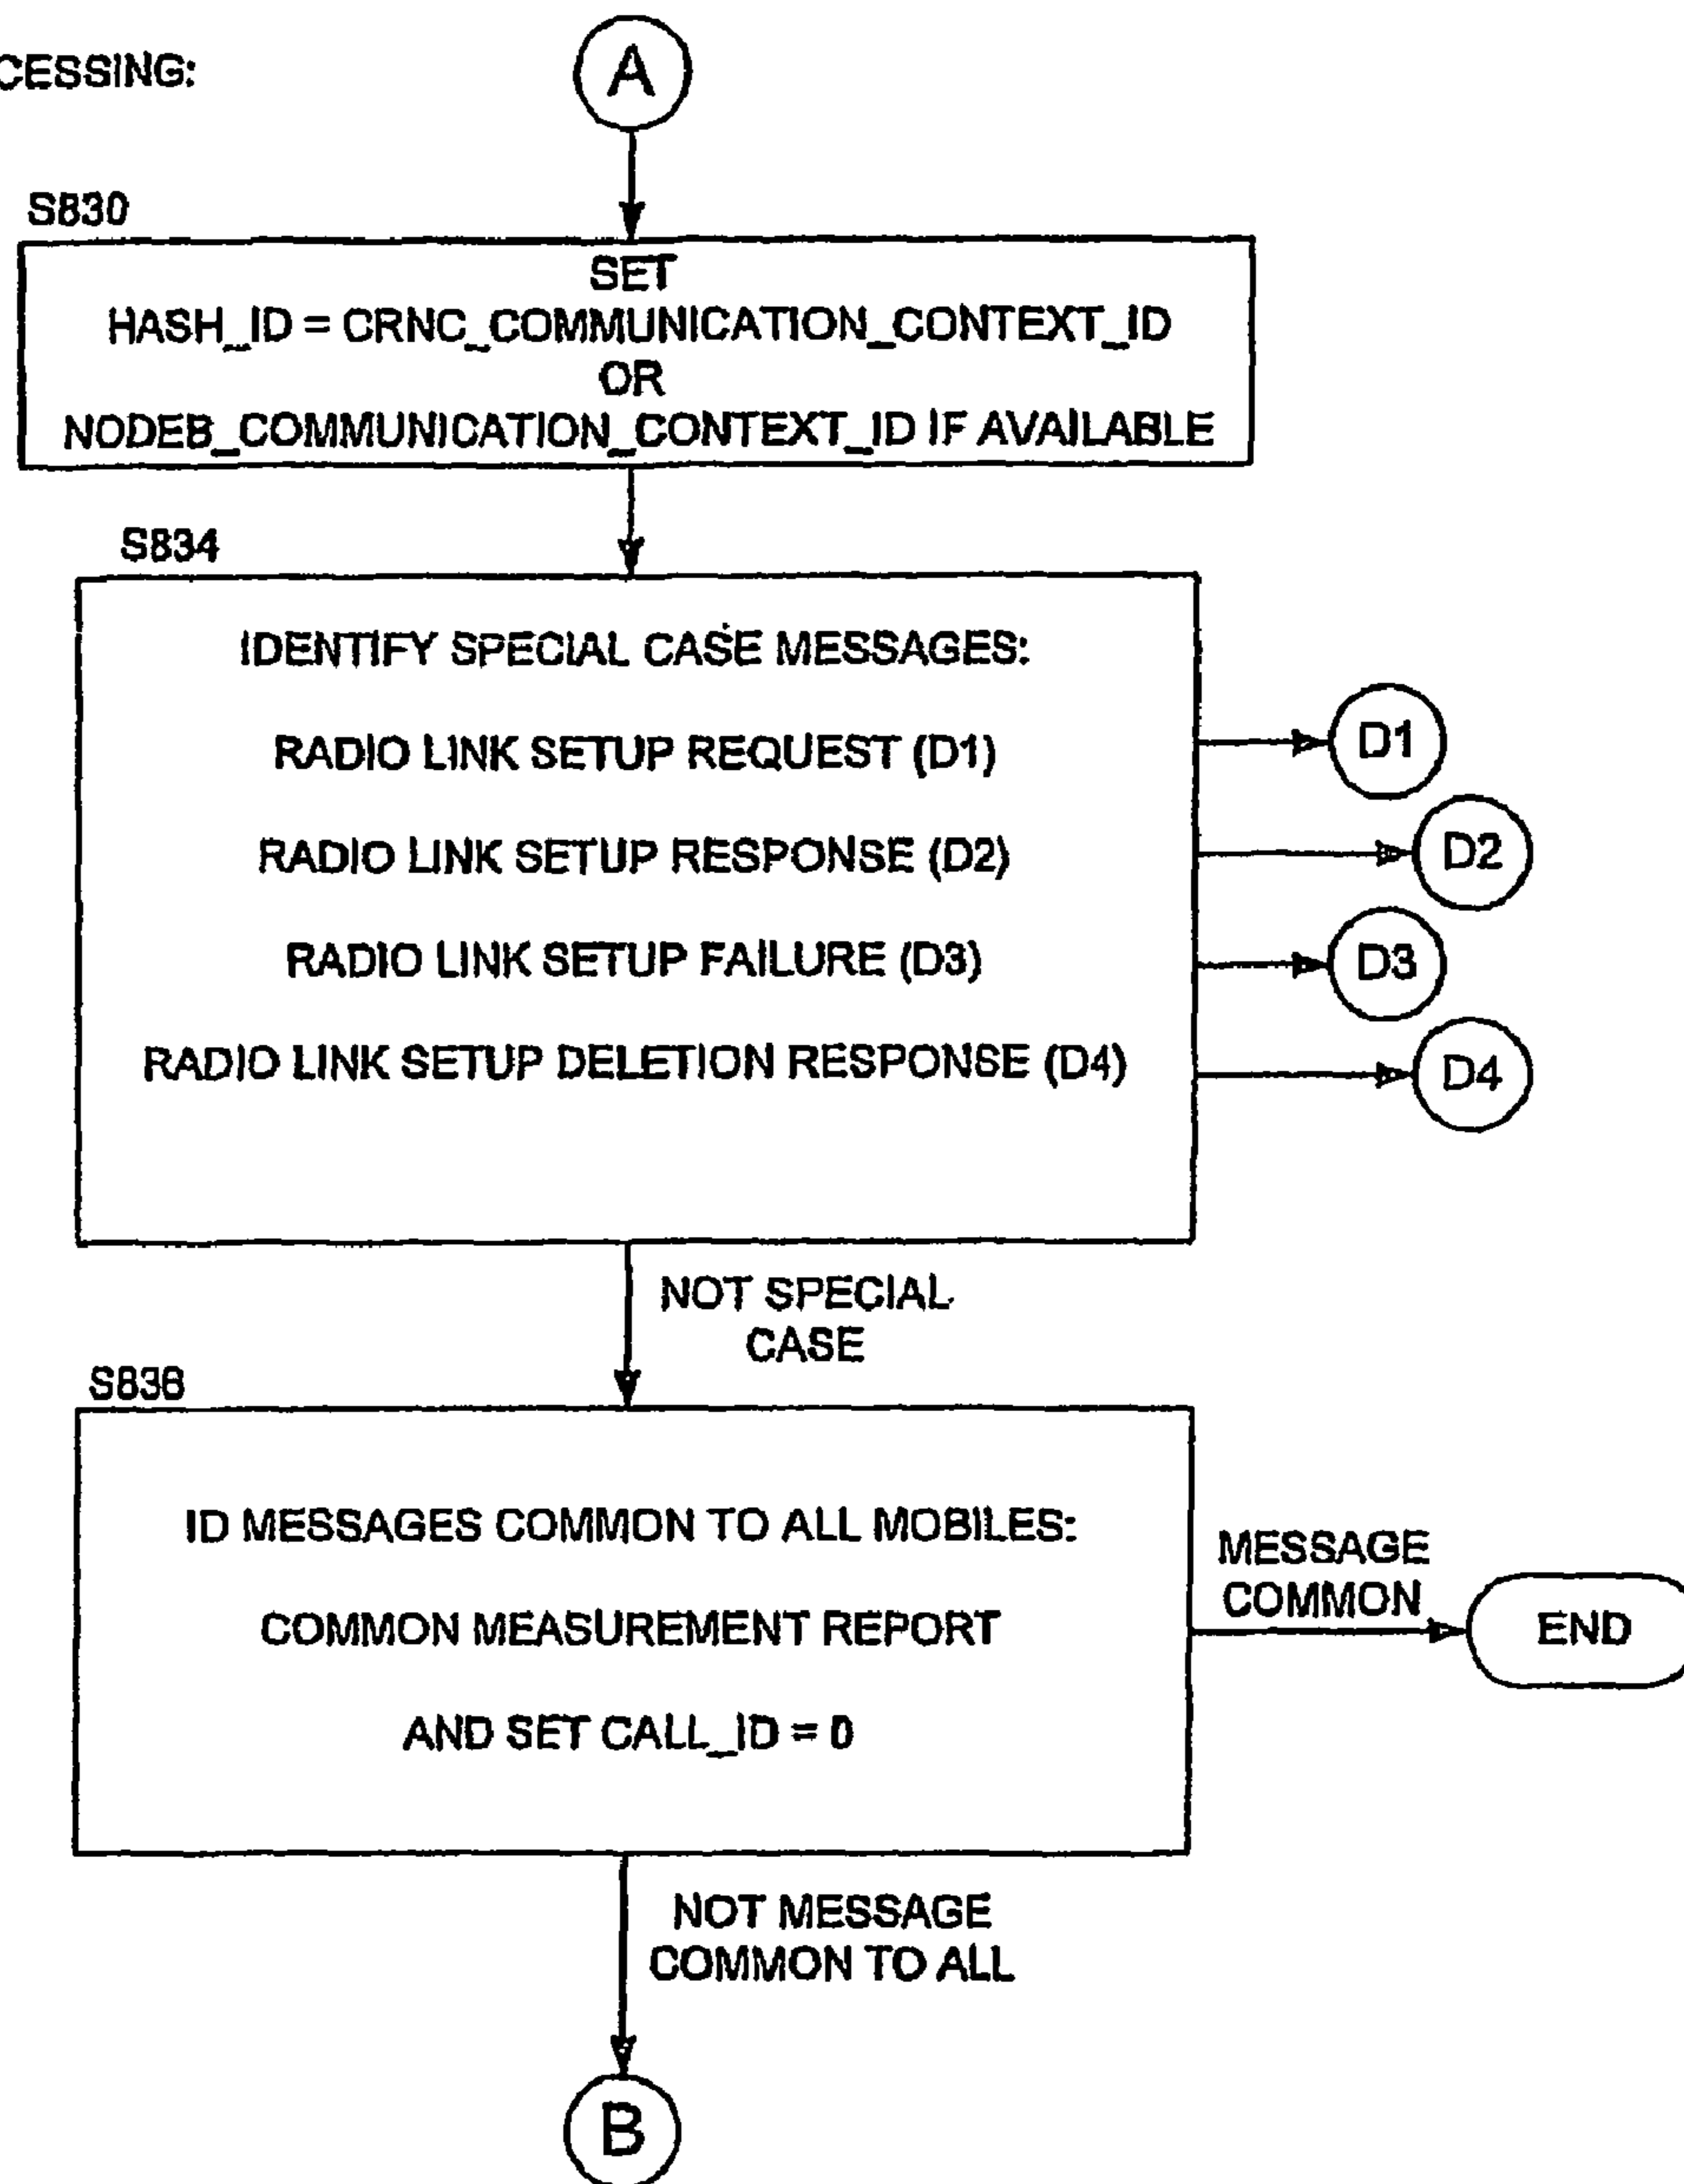 CESSING:
A
S830
SET
HASH_ID = CRNC_COMMUNICATION_CONTEXT_ID
OR
NODEB_COMMUNICATION_CONTEXT_ID IF AVAILABLE
S834
IDENTIFY SPECIAL CASE MESSAGES:
RADIO LINK SETUP REQUEST (D1)
D1
RADIO LINK SETUP RESPONSE (D2)
D2
RADIO LINK SETUP FAILURE (D3)
D3
RADIO LINK SETUP DELETION RESPONSE (D4)
D4
NOT SPECIAL
CASE
S836
ID MESSAGES COMMON TO ALL MOBILES:
MESSAGE
COMMON
COMMON MEASUREMENT REPORT
END
AND SET CALL_ID = 0
NOT MESSAGE
COMMON TO ALL
B